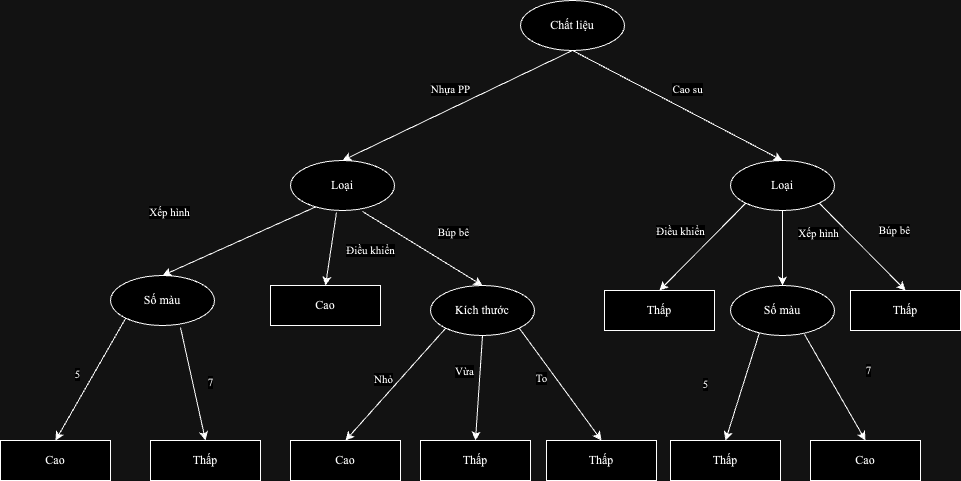 Chất liệu
Nhựa PP
Cao su
Loại
Loại
Xếp hình
Điều khiển
Búp bê
Điều khiển
Xếp hình
Búp bê
Số màu
Cao
Kích thước
Thấp
Số màu
Thấp
5
7
Nhỏ
Vừa
To
5
7
Cao
Thấp
Cao
Thấp
Thấp
Thấp
Cao